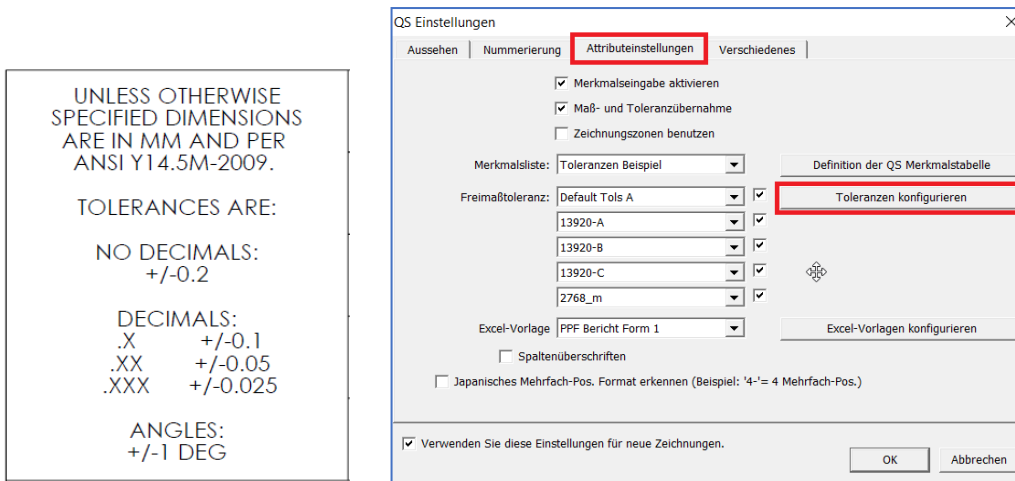 UNLESS OTHERWISE
SPECIFIED DIMENSIONS
ARE IN MM AND PER
ANSI Y14.5M-2009.
TOLERANCES ARE:
NO DECIMALS:
+/-0.2
DECIMALS:
.X +/-0.1
.XX +/-0.05
.XXX +/-0.025
ANGLES:
+/-1 DEG
QS Einstellungen
Aussehen Nummerierung Attributeinstellungen Verschiedenes
Merkmalseingabe aktivieren
Maß- und Toleranzübernahme
Zeichnungszonen benutzen
Merkmalsliste: Toleranzen Beispiel Definition der QS Merkmalstabelle
Freimaßtoleranz: Default Tols A Toleranzen konfigurieren
13920-A
13920-B
13920-C
2768_m
Excel-Vorlage PPF Bericht Form 1 Excel-Vorlagen konfigurieren
Spaltenüberschriften
Japanisches Mehrfach-Pos. Format erkennen (Beispiel: '4-'= 4 Mehrfach-Pos.)
Verwenden Sie diese Einstellungen für neue Zeichnungen.
OK Abbrechen